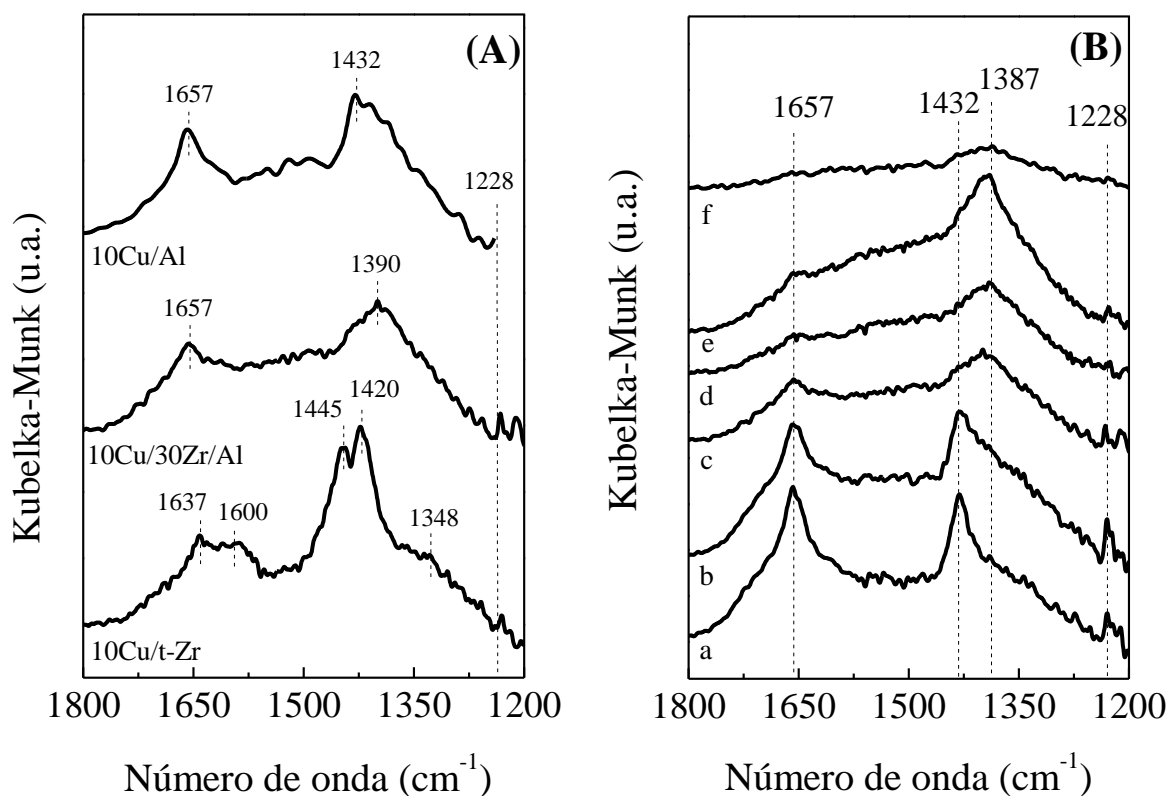 (A)
1432
1657
1228
10Cu/Al
1390
1657
10Cu/30Zr/Al
1445
1420
1637
1600
1348
10Cu/t-Zr
1800 1650 1500 1350 1200
Número de onda (cm-1)
Kubelka-Munk (u.a.)
(B)
1387
1657
1432
1228
f
e
d
c
b
a
1800 1650 1500 1350 1200
Número de onda (cm-1)
Kubelka-Munk (u.a.)